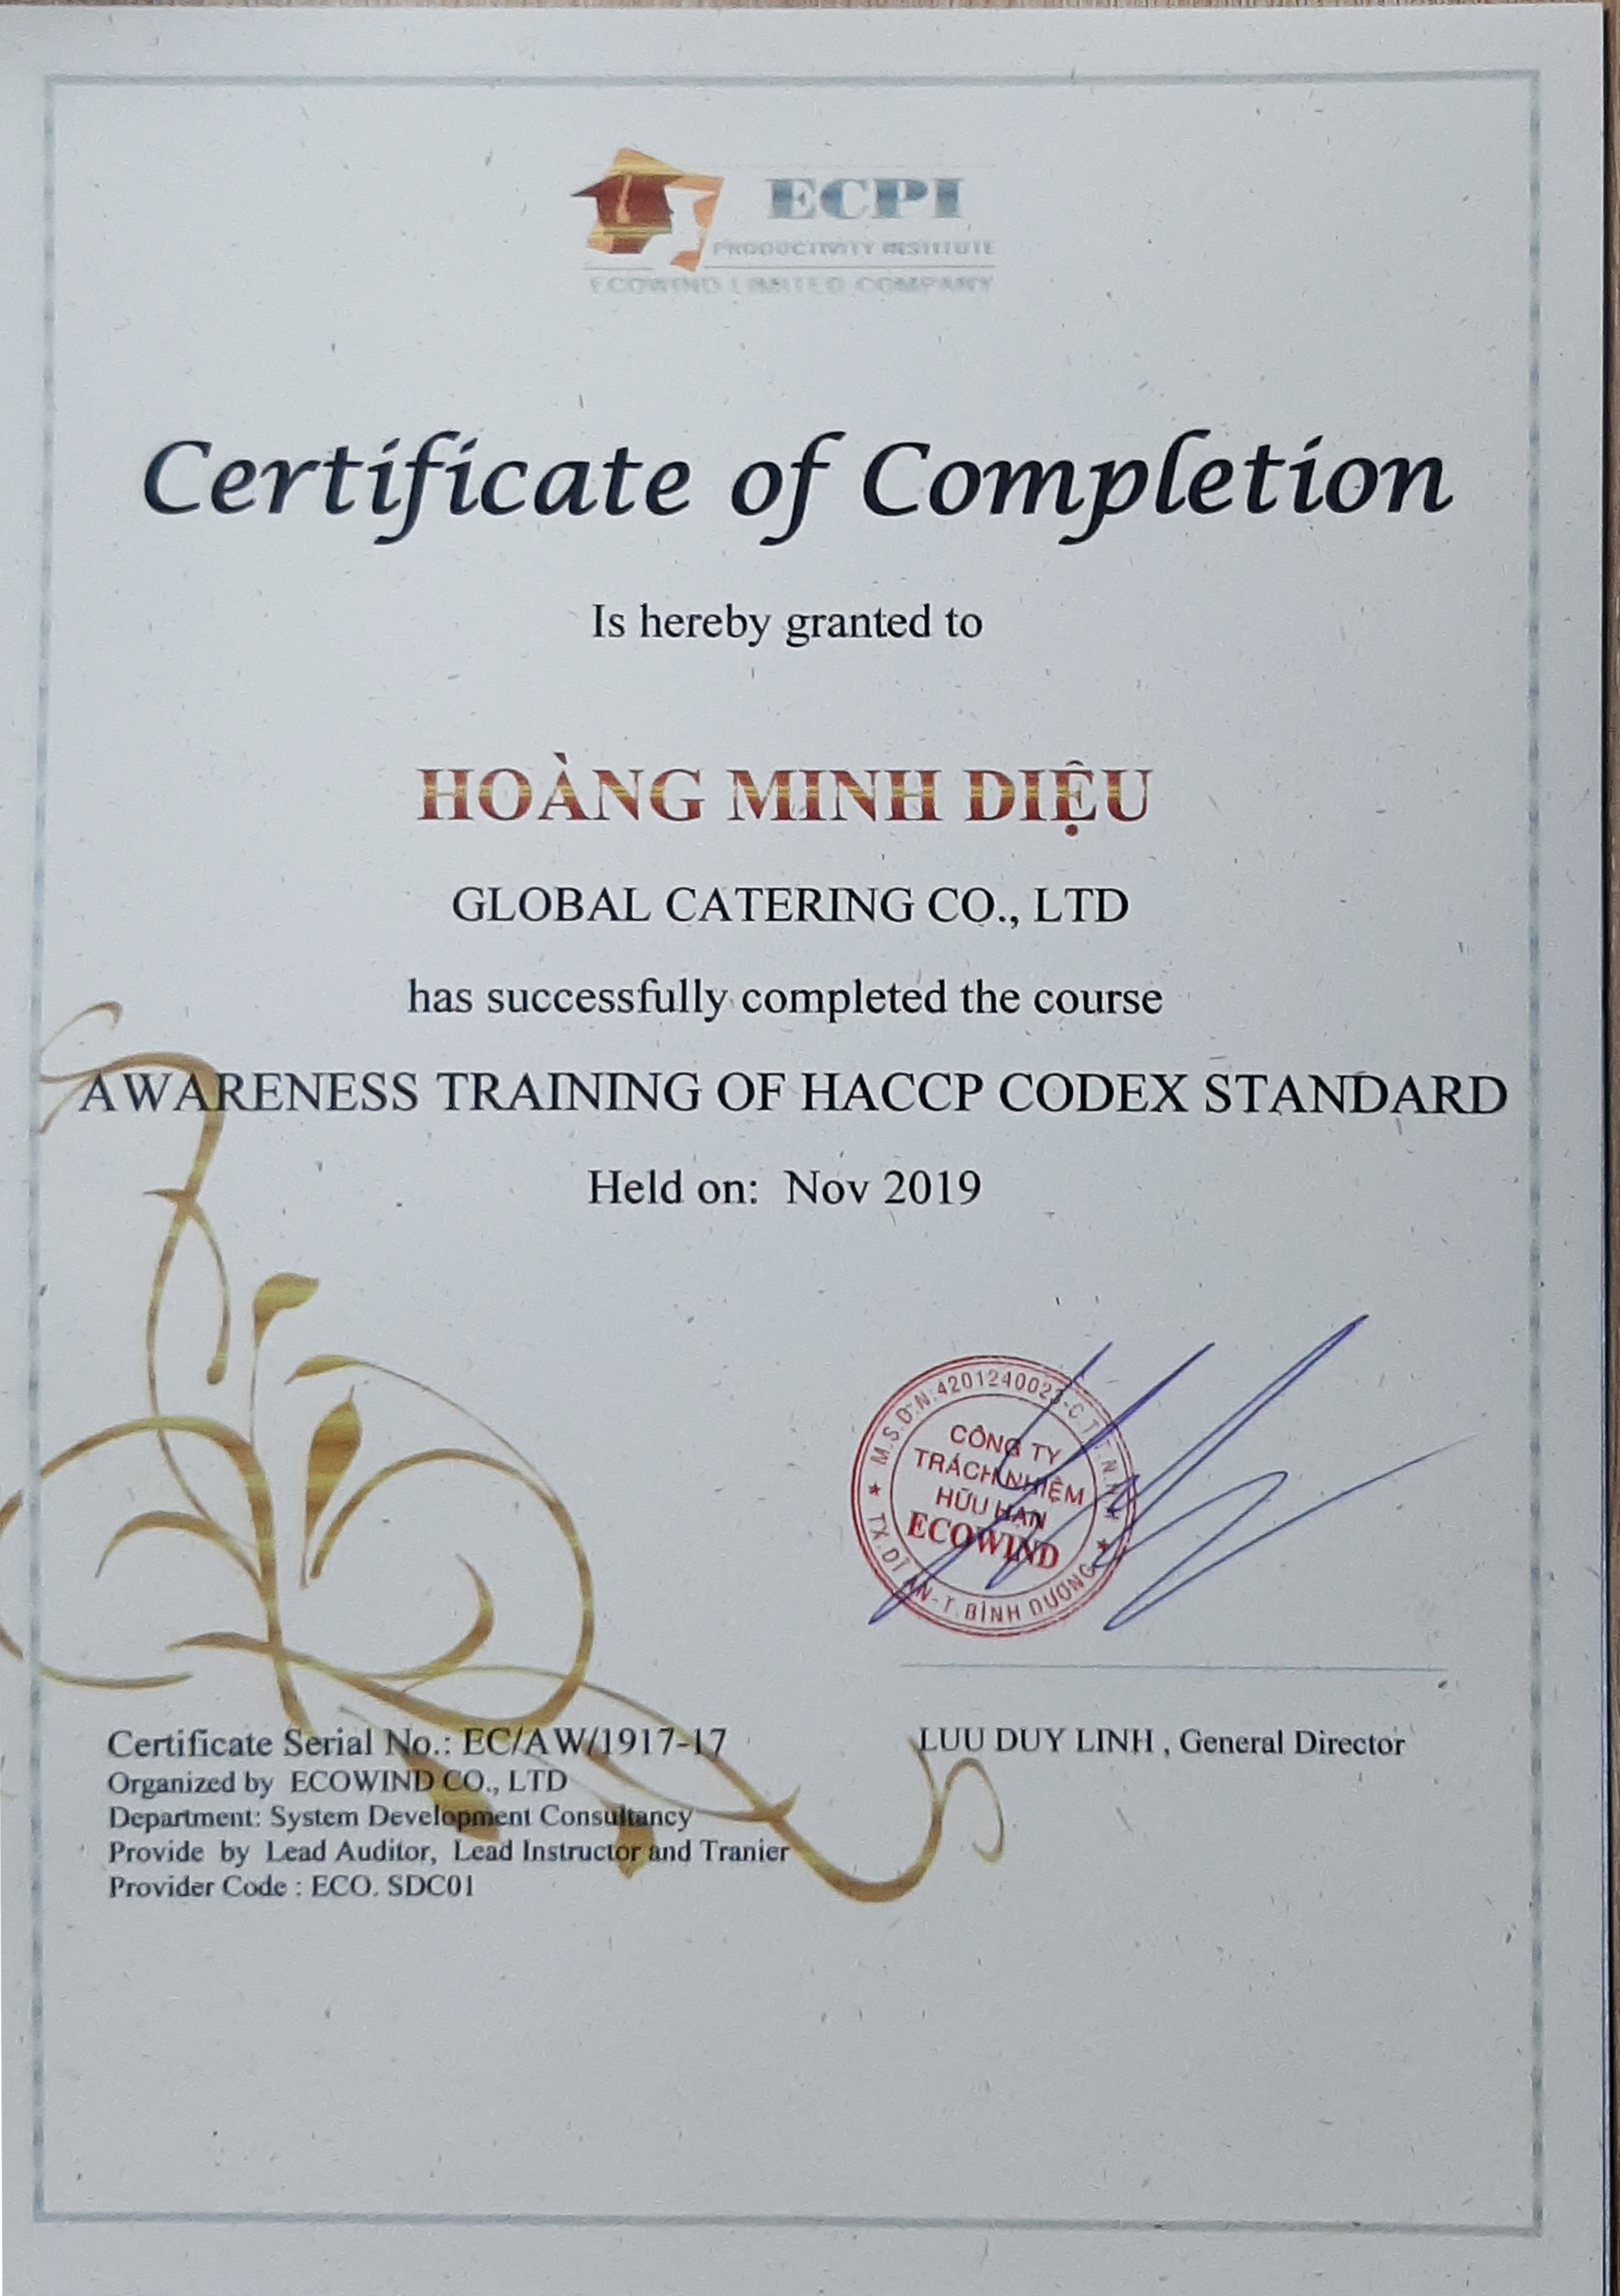 ECPI
PRODUCTIVITY INSTITUTE
ECOWIND LIMITED COMPANY
Certificate of Completion
Is hereby granted to
HOÀNG MINH DIỆU
GLOBAL CATERING CO., LTD
has successfully completed the course
AWARENESS TRAINING OF HACCP CODEX STANDARD
Held on: Nov 2019
M.S.D.N:4201240023-C.T.T.N.H.H
CÔNG TY
TRÁCH NHIỆM
HỮU HẠN
ECOWIND
TX.DĨ AN-T.BÌNH DƯƠNG
LUU DUY LINH , General Director
Certificate Serial No.: EC/AW/1917-17
Organized by ECOWIND CO., LTD
Department: System Development Consultancy
Provide by Lead Auditor, Lead Instructor and Tranier
Provider Code : ECO. SDC01